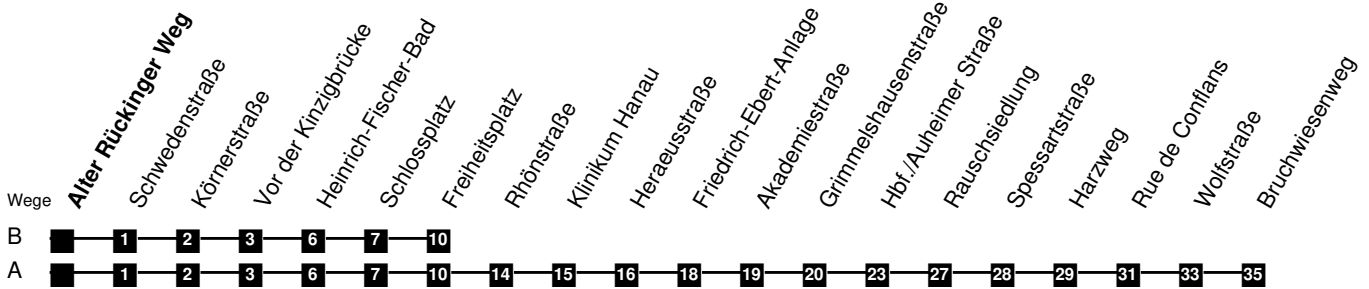 Alter Rückinger Weg
Schwedenstraße
Körnerstraße
Vor der Kinzigbrücke
Heinrich-Fischer-Bad
Schlossplatz
Freiheitsplatz
Rhönstraße
Klinikum Hanau
Heraeusstraße
Friedrich-Ebert-Anlage
Akademiestraße
Grimmelshausenstraße
Hbf./Auheimer Straße
Rauschsiedlung
Spessartstraße
Harzweg
Rue de Conflans
Wolfstraße
Bruchwiesenweg
Wege
B 1 2 3 6 7 10
A 1 2 3 6 7 10 14 15 16 18 19 20 23 27 28 29 31 33 35